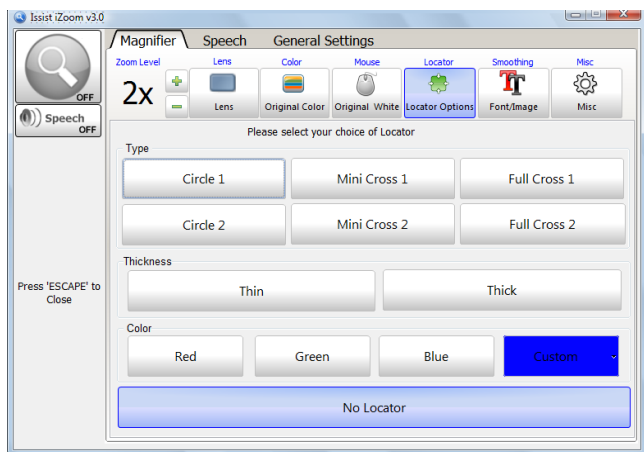 Issist iZoom v3.0
OFF
Speech
OFF
Press 'ESCAPE' to
Close
Magnifier Speech General Settings
Zoom Level Lens Color Mouse Locator Smoothing Misc
2x
Lens Original Color Original White Locator Options Font/Image Misc
Please select your choice of Locator
Type
Circle 1 Mini Cross 1 Full Cross 1
Circle 2 Mini Cross 2 Full Cross 2
Thickness
Thin Thick
Color
Red Green Blue Custom
No Locator